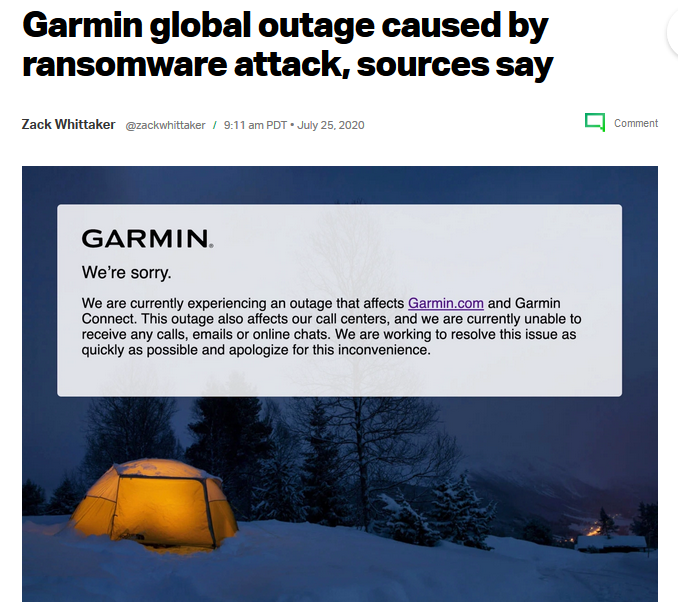 Garmin global outage caused by
ransomware attack, sources say
Zack Whittaker @zackwhittaker / 9:11 am PDT • July 25, 2020
Comment
GARMIN®
We're sorry.
We are currently experiencing an outage that affects Garmin.com and Garmin
Connect. This outage also affects our call centers, and we are currently unable to
receive any calls, emails or online chats. We are working to resolve this issue as
quickly as possible and apologize for this inconvenience.